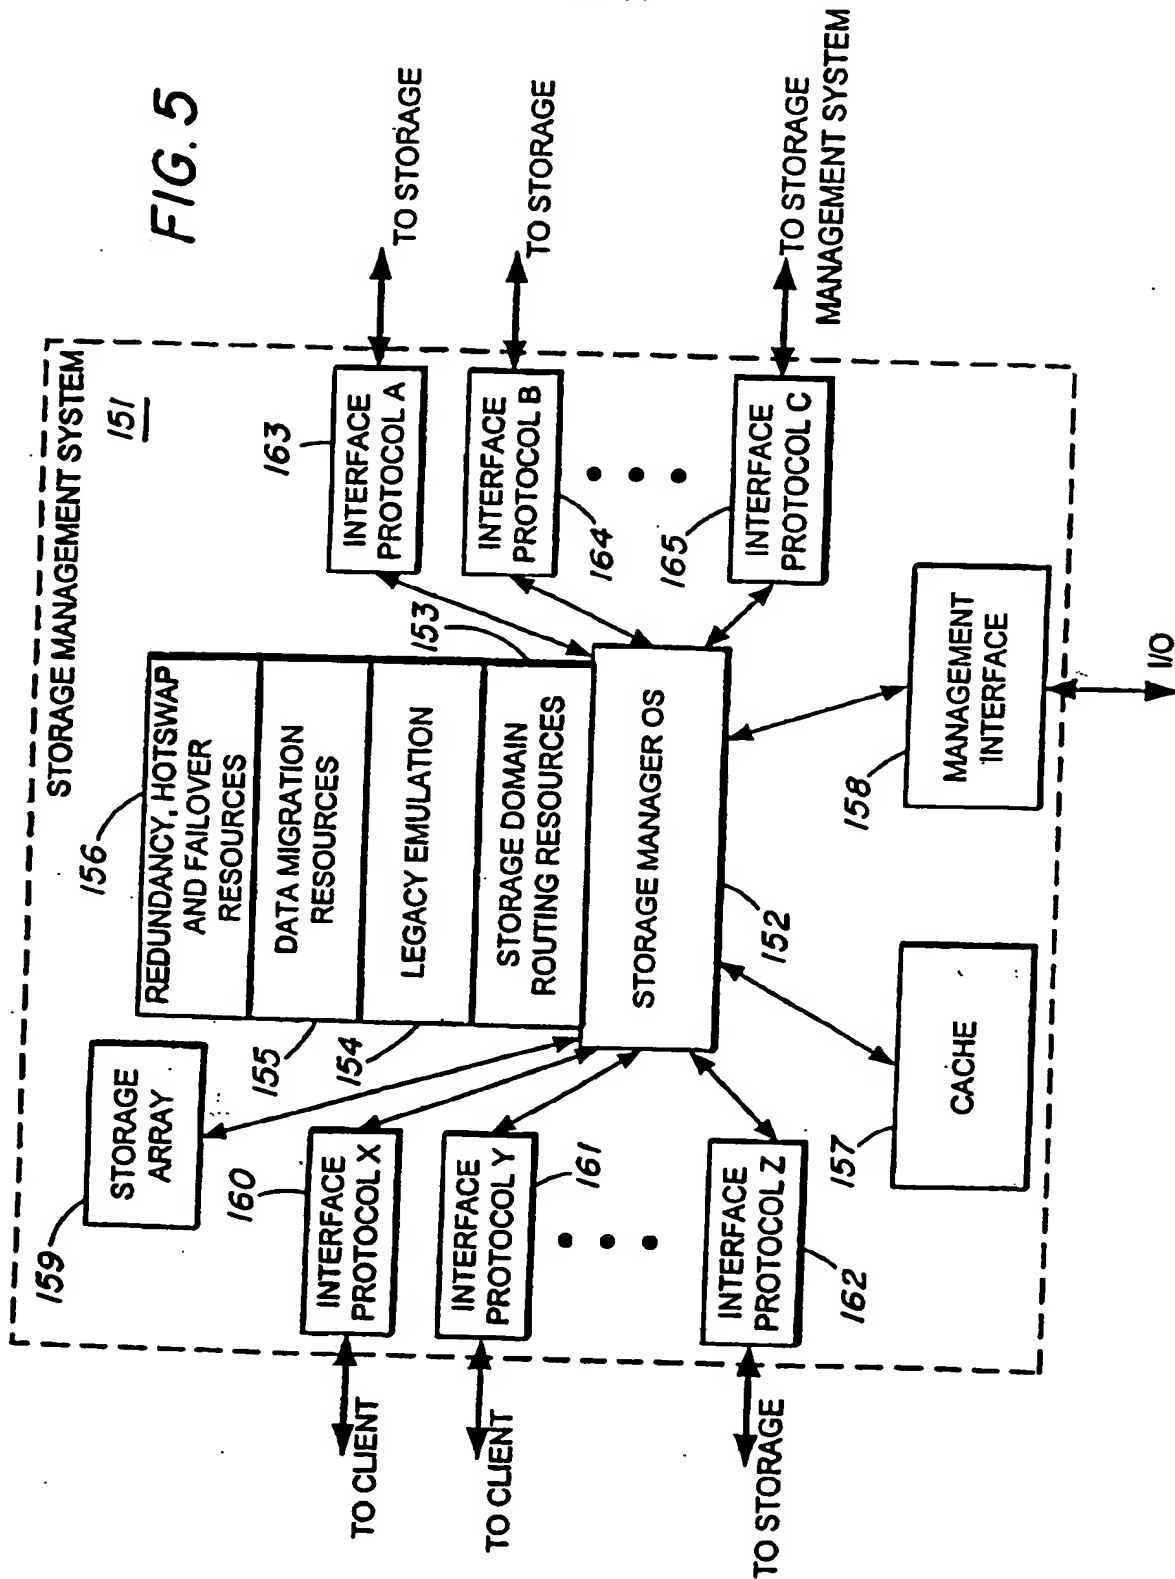 FIG. 5
STORAGE MANAGEMENT SYSTEM
151
156
REDUNDANCY, HOTSWAP
AND FAILOVER
RESOURCES
159
STORAGE
ARRAY
155
DATA MIGRATION
RESOURCES
154
LEGACY EMULATION
153
STORAGE DOMAIN
ROUTING RESOURCES
STORAGE MANAGER OS
152
160
INTERFACE
PROTOCOL X
TO CLIENT
161
INTERFACE
PROTOCOL Y
TO CLIENT
162
INTERFACE
PROTOCOL Z
TO STORAGE
163
INTERFACE
PROTOCOL A
TO STORAGE
164
INTERFACE
PROTOCOL B
TO STORAGE
165
INTERFACE
PROTOCOL C
TO STORAGE
MANAGEMENT SYSTEM
157
CACHE
158
MANAGEMENT
INTERFACE
I/O